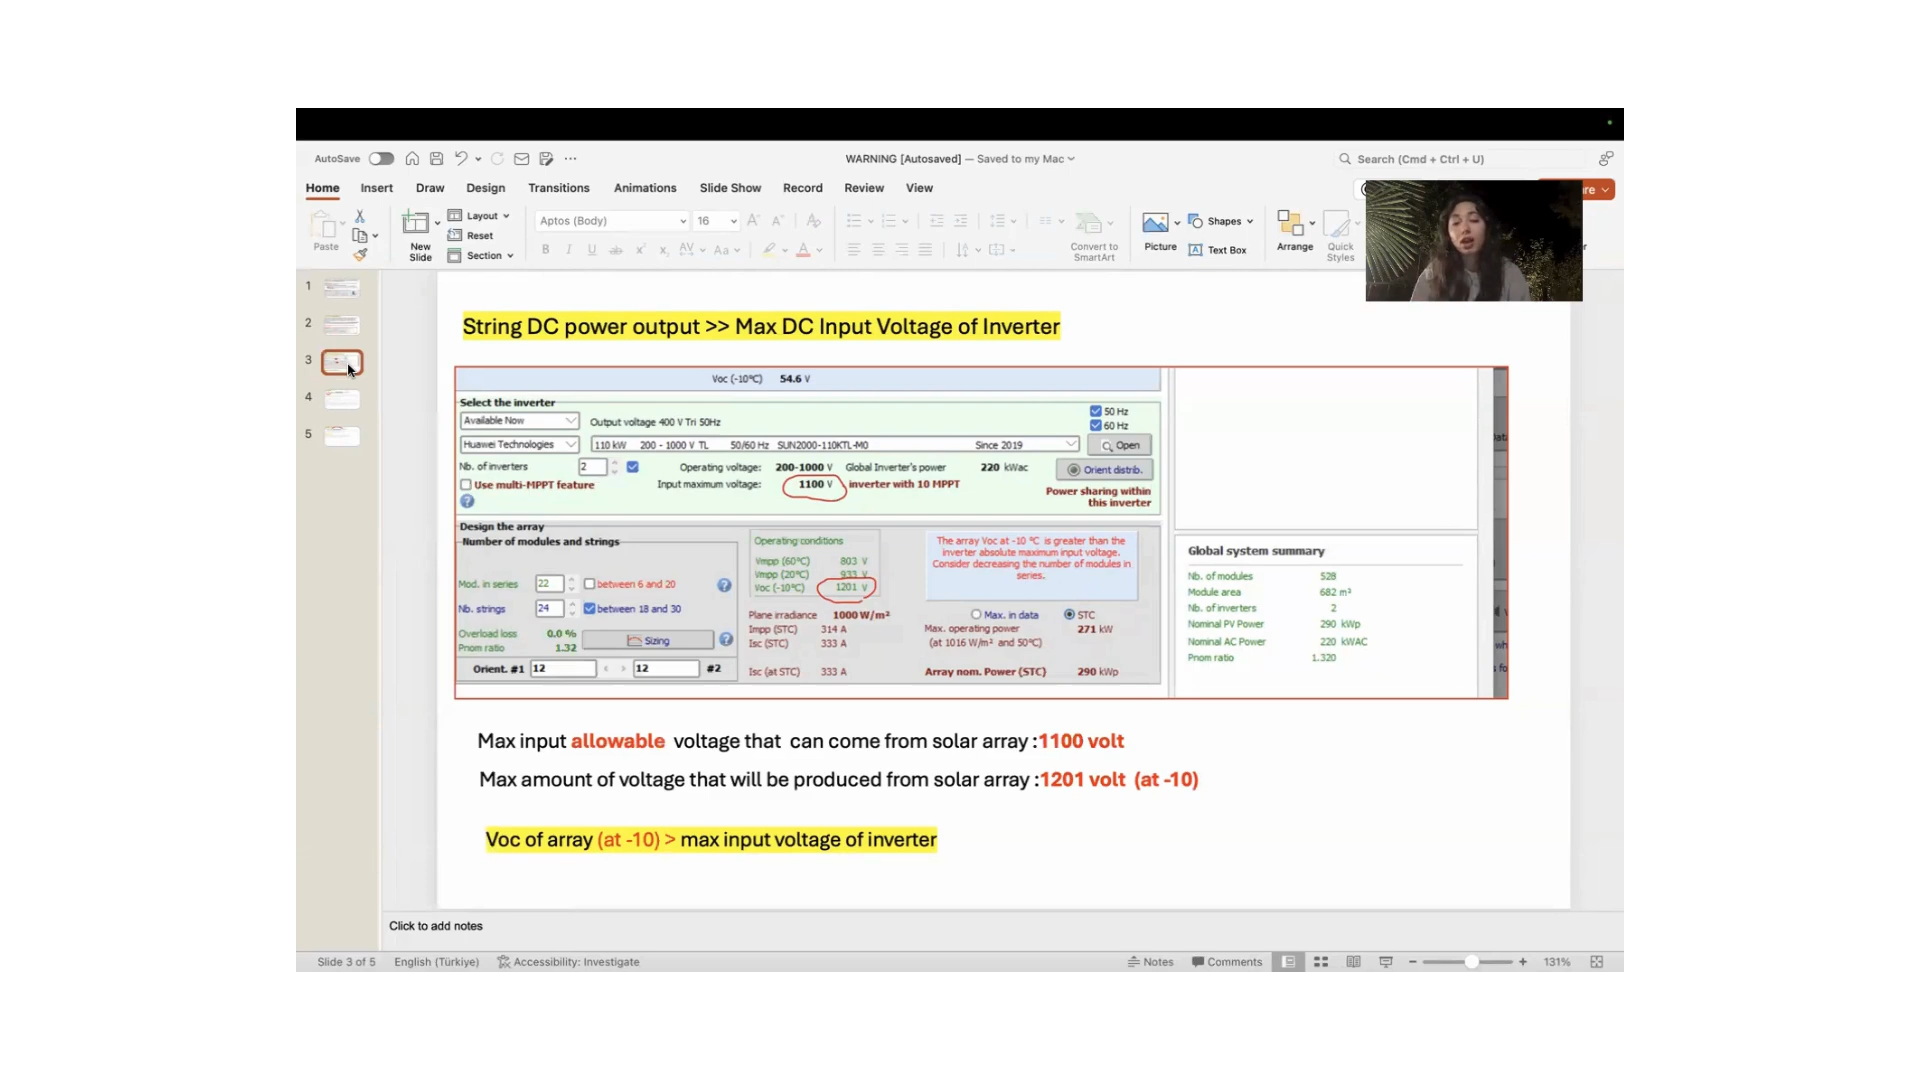 AutoSave
WARNING [Autosaved] — Saved to my Mac
Search (Cmd + Ctrl + U)
Home Insert Draw Design Transitions Animations Slide Show Record Review View
Paste
New Slide
Layout
Reset
Section
Aptos (Body) 16
Convert to SmartArt
Picture
Shapes
Text Box
Arrange
Quick Styles
1
2
3
4
5
String DC power output >> Max DC Input Voltage of Inverter
Voc (-10°C) 54.6 V
Select the inverter
Available Now Output voltage 400 V Tri 50Hz
50 Hz
60 Hz
Huawei Technologies 110 kW 200 - 1000 V TL 50/60 Hz SUN2000-110KTL-M0 Since 2019 Open
Nb. of inverters 2 Operating voltage: 200-1000 V Global Inverter's power 220 kWac Orient distrib.
Use multi-MPPT feature Input maximum voltage: 1100 V inverter with 10 MPPT
Power sharing within this inverter
Design the array
Number of modules and strings
Mod. in series 22 between 6 and 20
Nb. strings 24 between 18 and 30
Overload loss 0.0 %
Pnom ratio 1.32
Sizing
Orient. #1 12 < > 12 #2
Operating conditions
Vmpp (60°C) 803 V
Vmpp (20°C) 933 V
Voc (-10°C) 1201 V
Plane irradiance 1000 W/m²
Impp (STC) 314 A
Isc (STC) 333 A
Isc (at STC) 333 A
The array Voc at -10 °C is greater than the
inverter absolute maximum input voltage.
Consider decreasing the number of modules in
series.
Max. in data STC
Max. operating power 271 kW
(at 1016 W/m² and 50°C)
Array nom. Power (STC) 290 kWp
Global system summary
Nb. of modules 528
Module area 682 m²
Nb. of inverters 2
Nominal PV Power 290 kWp
Nominal AC Power 220 kWAC
Pnom ratio 1.320
Max input allowable voltage that can come from solar array :1100 volt
Max amount of voltage that will be produced from solar array :1201 volt (at -10)
Voc of array (at -10) > max input voltage of inverter
Click to add notes
Slide 3 of 5 English (Türkiye) Accessibility: Investigate Notes Comments 131%